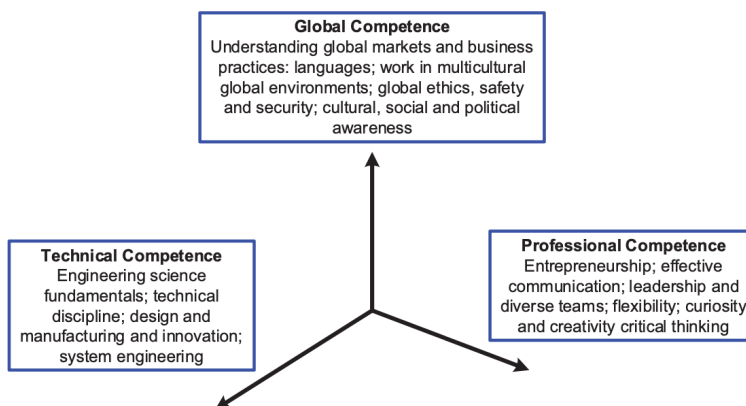 Global Competence
Understanding global markets and business
practices: languages; work in multicultural
global environments; global ethics, safety
and security; cultural, social and political
awareness
Technical Competence
Engineering science
fundamentals; technical
discipline; design and
manufacturing and innovation;
system engineering
Professional Competence
Entrepreneurship; effective
communication; leadership and
diverse teams; flexibility; curiosity
and creativity critical thinking